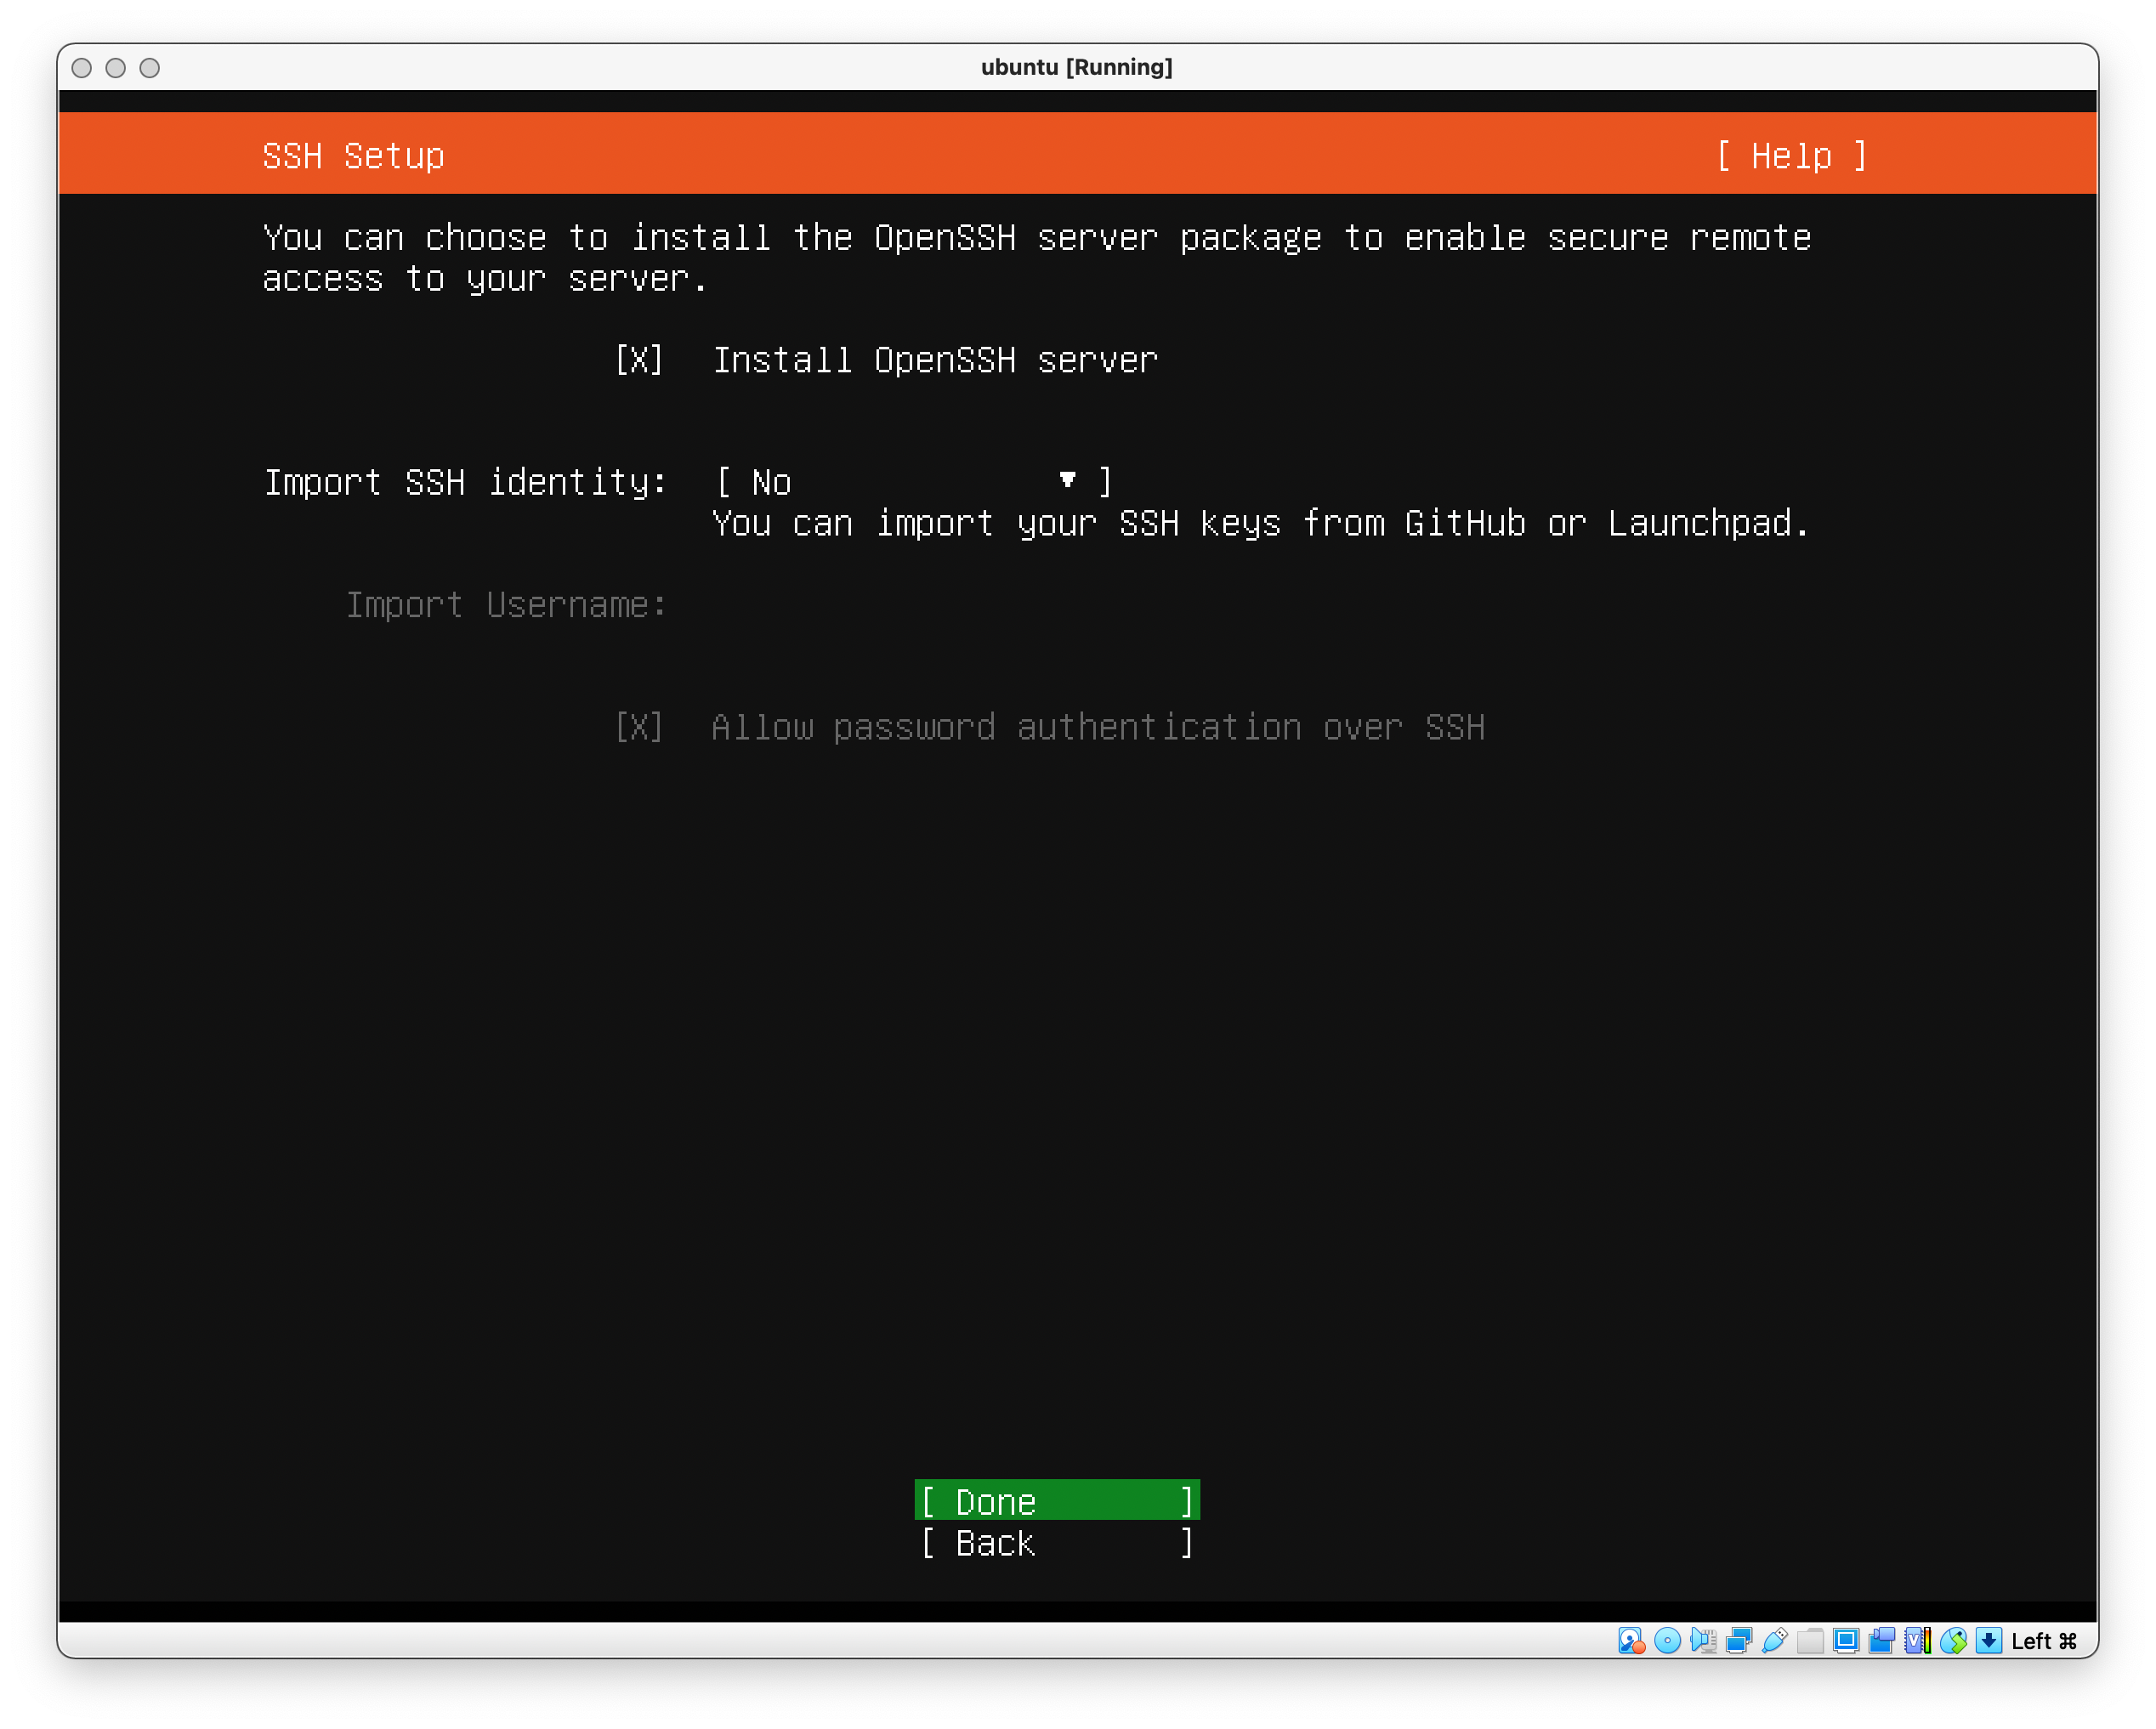 ubuntu [Running]
SSH Setup [ Help ]
You can choose to install the OpenSSH server package to enable secure remote
access to your server.
[X] Install OpenSSH server
Import SSH identity: [ No ▼ ]
You can import your SSH keys from GitHub or Launchpad.
Import Username:
[X] Allow password authentication over SSH
[ Done ]
[ Back ]
Left ⌘